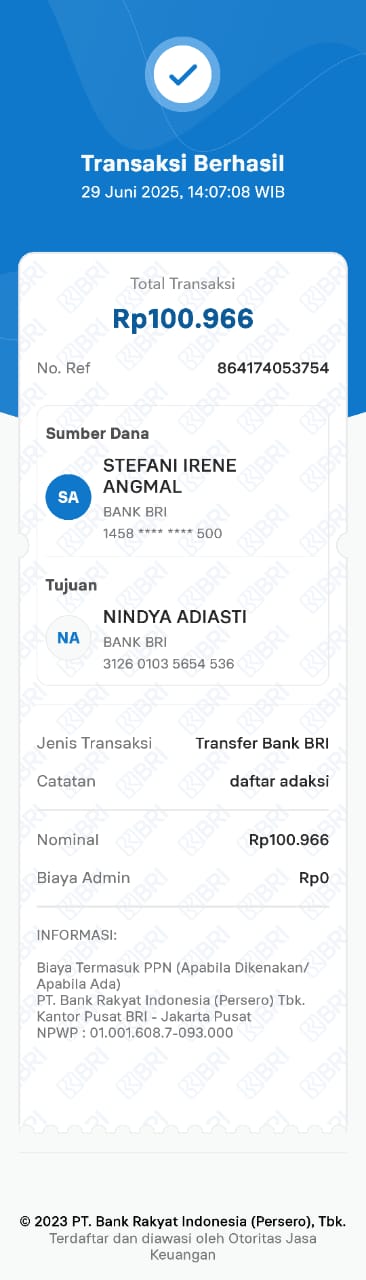 Transaksi Berhasil
29 Juni 2025, 14:07:08 WIB
Total Transaksi
Rp100.966
No. Ref 864174053754
Sumber Dana
SA
STEFANI IRENE
ANGMAL
BANK BRI
1458 **** **** 500
Tujuan
NA
NINDYA ADIASTI
BANK BRI
3126 0103 5654 536
Jenis Transaksi Transfer Bank BRI
Catatan daftar adaksi
Nominal Rp100.966
Biaya Admin Rp0
INFORMASI:
Biaya Termasuk PPN (Apabila Dikenakan/
Apabila Ada)
PT. Bank Rakyat Indonesia (Persero) Tbk.
Kantor Pusat BRI - Jakarta Pusat
NPWP : 01.001.608.7-093.000
© 2023 PT. Bank Rakyat Indonesia (Persero), Tbk.
Terdaftar dan diawasi oleh Otoritas Jasa
Keuangan